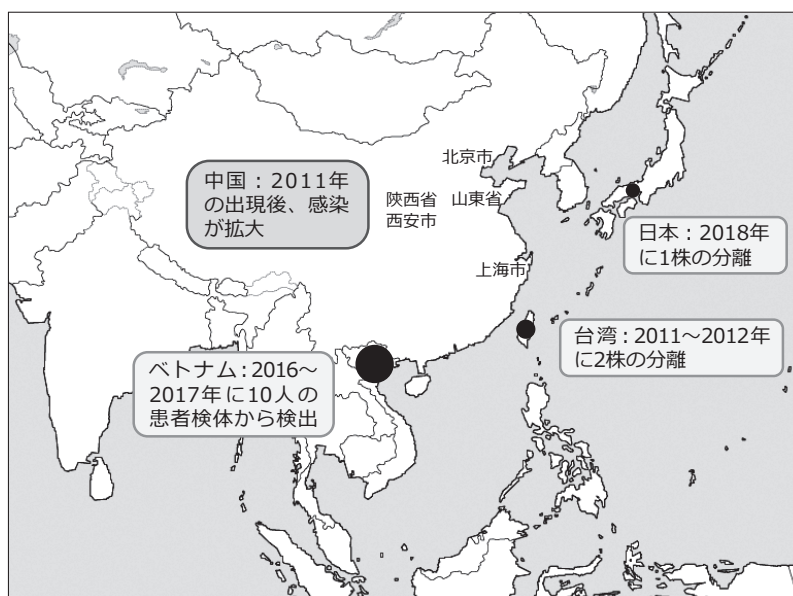 北京市
中国：2011年
の出現後、感染
が拡大
陝西省 山東省
西安市
日本：2018年
に1株の分離
上海市
台湾：2011～2012年
に2株の分離
ベトナム：2016～
2017年に10人の
患者検体から検出